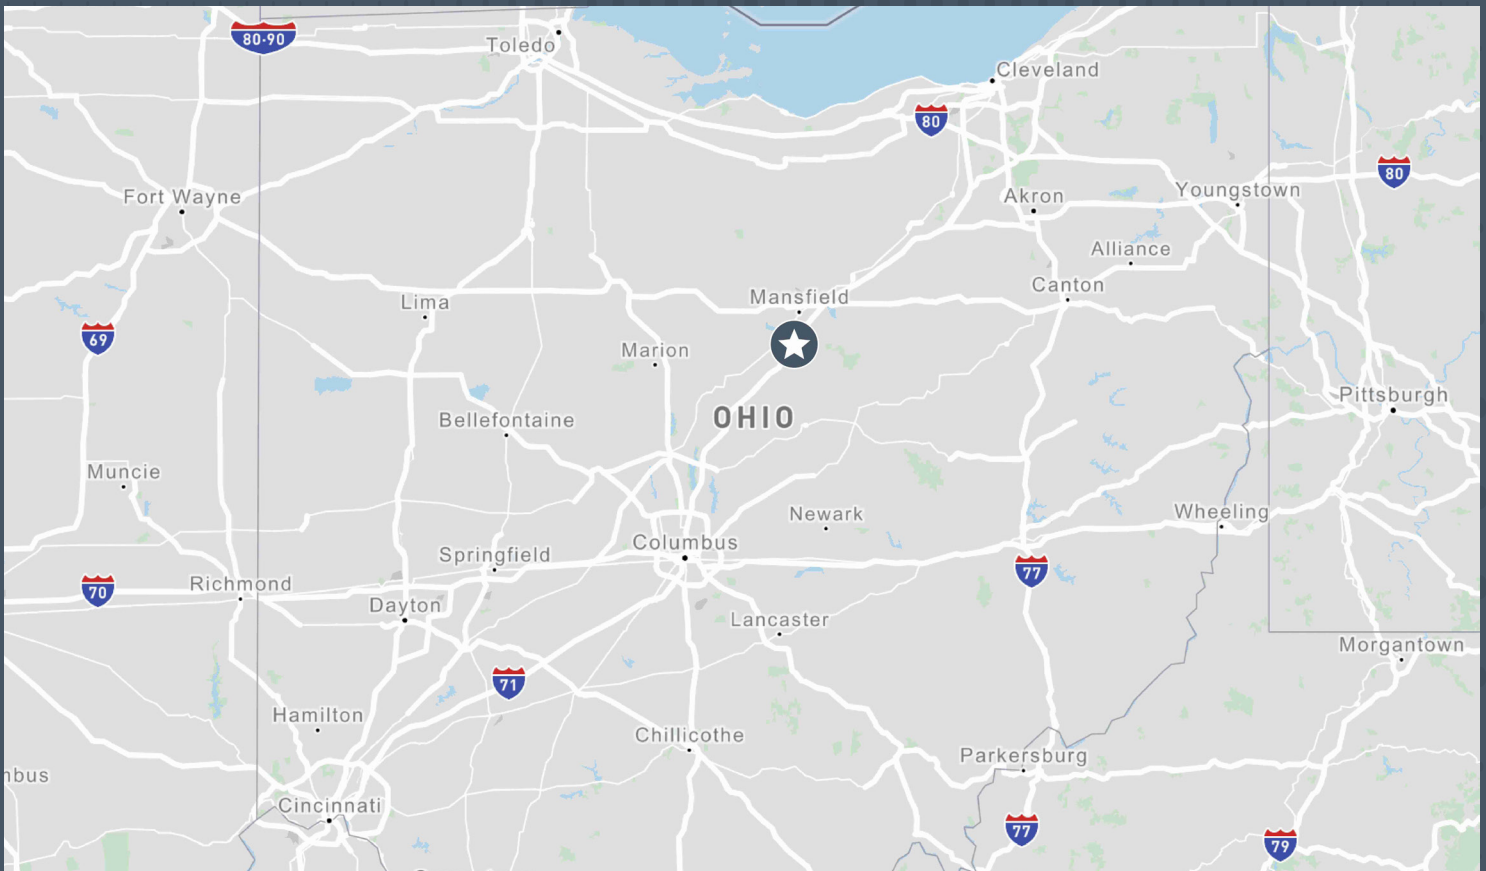 80-90
Toledo
Cleveland
80
80
Fort Wayne
Akron
Youngstown
Alliance
Canton
Lima
Mansfield
69
Marion
Pittsburgh
OHIO
Bellefontaine
Muncie
Newark
Wheeling
Columbus
Springfield
77
70
Richmond
Dayton
Lancaster
Morgantown
71
Hamilton
Chillicothe
Parkersburg
nbus
Cincinnati
77
79